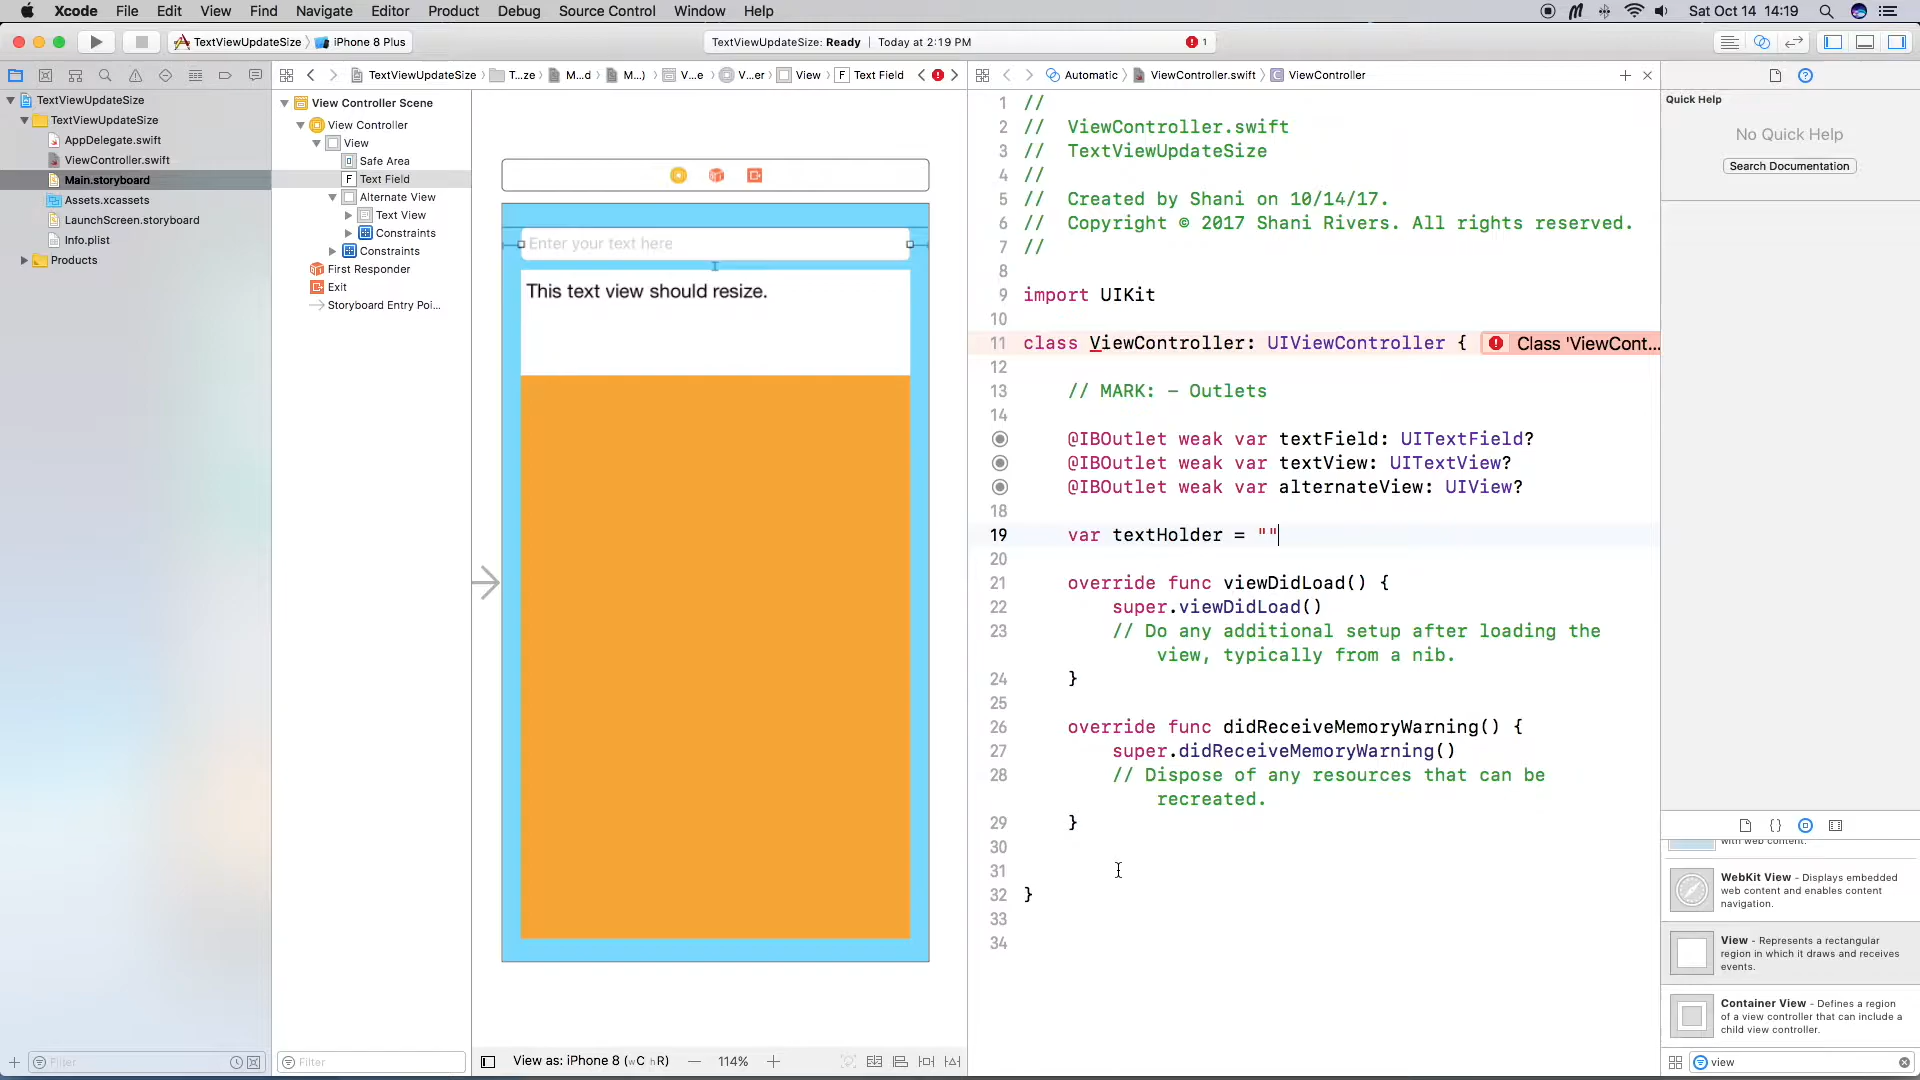 Xcode File Edit View Find Navigate Editor Product Debug Source Control Window Help
Sat Oct 14 14:19
TextViewUpdateSize iPhone 8 Plus
TextViewUpdateSize: Ready | Today at 2:19 PM
1
TextViewUpdateSize T...ze M...d M...) V...e V...er View F Text Field
Automatic ViewController.swift C ViewController
TextViewUpdateSize
TextViewUpdateSize
AppDelegate.swift
ViewController.swift
Main.storyboard
Assets.xcassets
LaunchScreen.storyboard
Info.plist
Products
Filter
View Controller Scene
View Controller
View
Safe Area
F Text Field
Alternate View
Text View
Constraints
Constraints
First Responder
Exit
Storyboard Entry Poi...
Filter
Enter your text here
This text view should resize.
View as: iPhone 8 (wC hR)
114%
1 //
2 // ViewController.swift
3 // TextViewUpdateSize
4 //
5 // Created by Shani on 10/14/17.
6 // Copyright © 2017 Shani Rivers. All rights reserved.
7 //
8
9 import UIKit
10
11 class ViewController: UIViewController { Class 'ViewCont...
12
13 // MARK: - Outlets
14
@IBOutlet weak var textField: UITextField?
@IBOutlet weak var textView: UITextView?
@IBOutlet weak var alternateView: UIView?
18
19 var textHolder = ""
20
21 override func viewDidLoad() {
22 super.viewDidLoad()
23 // Do any additional setup after loading the
view, typically from a nib.
24 }
25
26 override func didReceiveMemoryWarning() {
27 super.didReceiveMemoryWarning()
28 // Dispose of any resources that can be
recreated.
29 }
30
31
32 }
33
34
Quick Help
No Quick Help
Search Documentation
{}
with web content.
WebKit View - Displays embedded
web content and enables content
navigation.
View - Represents a rectangular
region in which it draws and receives
events.
Container View - Defines a region
of a view controller that can include a
child view controller.
view